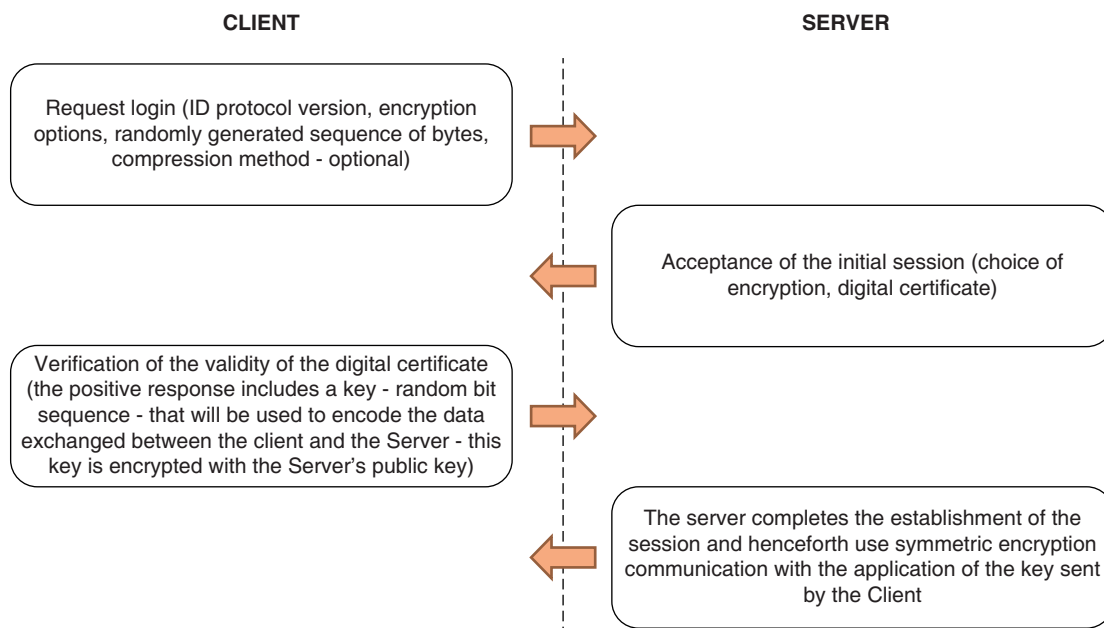 CLIENT
SERVER
Request login (ID protocol version, encryption
options, randomly generated sequence of bytes,
compression method - optional)
Acceptance of the initial session (choice of
encryption, digital certificate)
Verification of the validity of the digital certificate
(the positive response includes a key - random bit
sequence - that will be used to encode the data
exchanged between the client and the Server - this
key is encrypted with the Server’s public key)
The server completes the establishment of the
session and henceforth use symmetric encryption
communication with the application of the key sent
by the Client